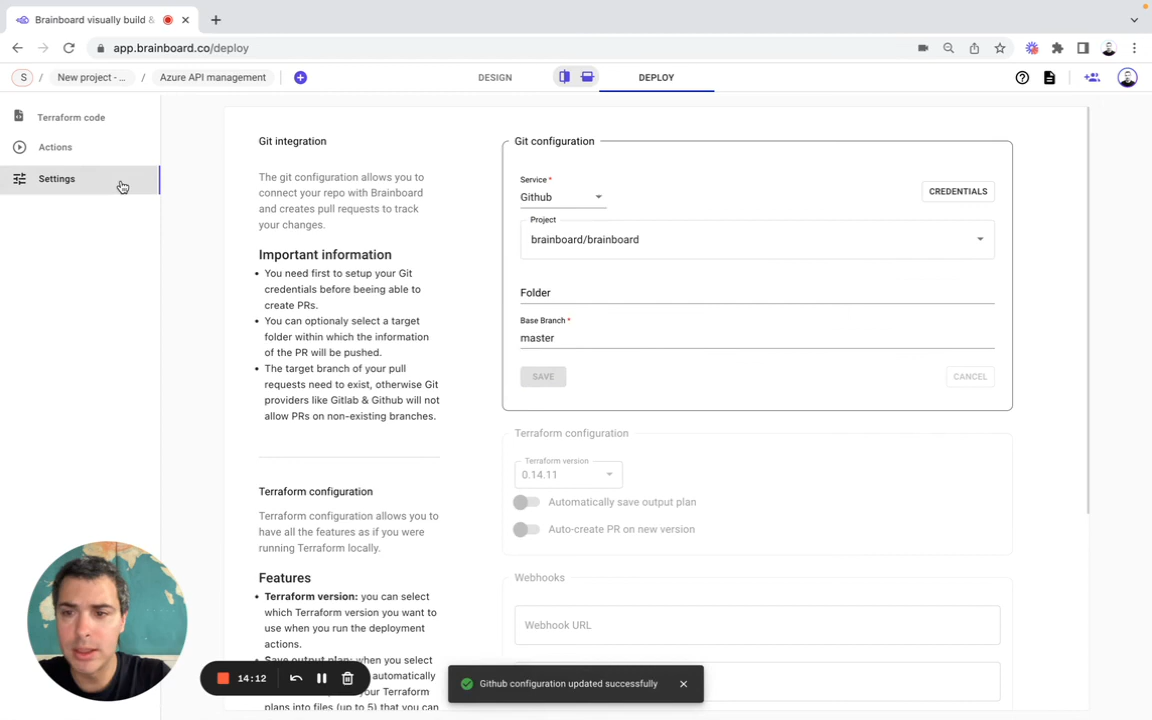 Brainboard visually build &
app.brainboard.co/deploy
S / New project - ... / Azure API management
DESIGN
DEPLOY
Terraform code
Actions
Settings
Git integration
The git configuration allows you to
connect your repo with Brainboard
and creates pull requests to track
your changes.
Important information
• You need first to setup your Git
credentials before beeing able to
create PRs.
• You can optionaly select a target
folder within which the information
of the PR will be pushed.
• The target branch of your pull
requests need to exist, otherwise Git
providers like Gitlab & Github will not
allow PRs on non-existing branches.
Terraform configuration
Terraform configuration allows you to
have all the features as if you were
running Terraform locally.
Features
• Terraform version: you can select
which Terraform version you want to
use when you run the deployment
actions.
• Save output plan: when you select
automatically
your Terraform
plans into files (up to 5) that you can
Git configuration
Service *
Github
CREDENTIALS
Project
brainboard/brainboard
Folder
Base Branch *
master
SAVE
CANCEL
Terraform configuration
Terraform version
0.14.11
Automatically save output plan
Auto-create PR on new version
Webhooks
Webhook URL
14:12
Github configuration updated successfully